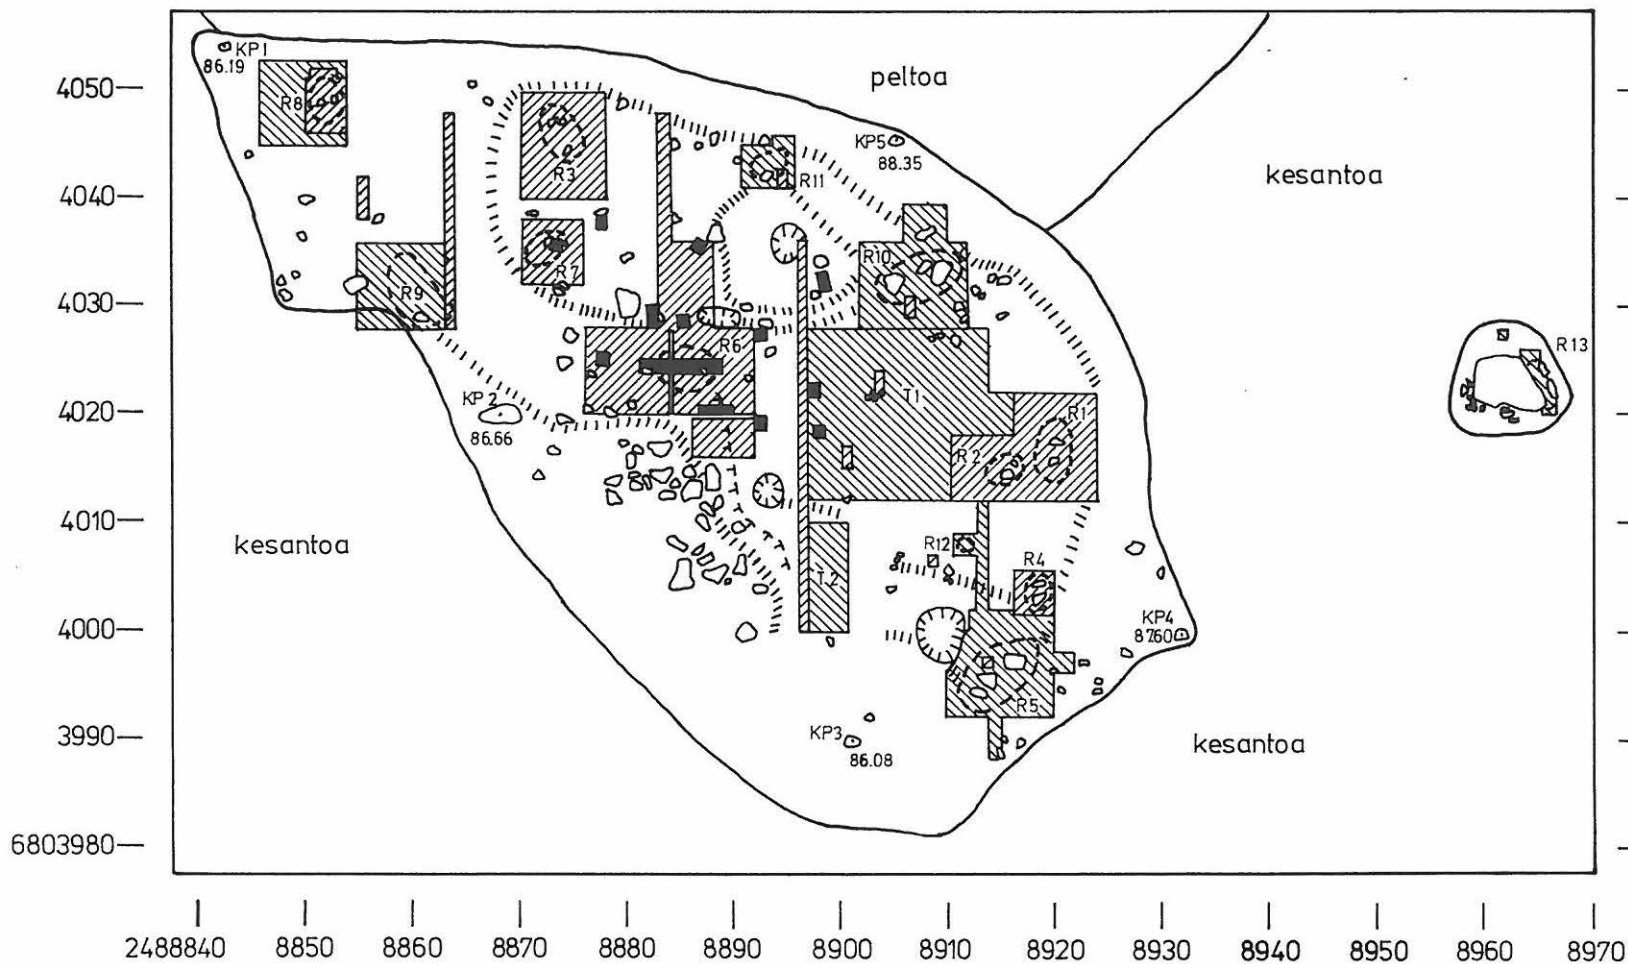 KP1
86.19
peltoa
4050
R8
KP5
88.35
R3
R11
kesantoa
4040
R7
R10
R9
4030
R6
R13
KP2
86.66
T1
R1
4020
R2
4010
kesantoa
R12
R4
T2
KP4
87.60
4000
R5
KP3
86.08
3990
kesantoa
6803980
2488840 8850 8860 8870 8880 8890 8900 8910 8920 8930 8940 8950 8960 8970